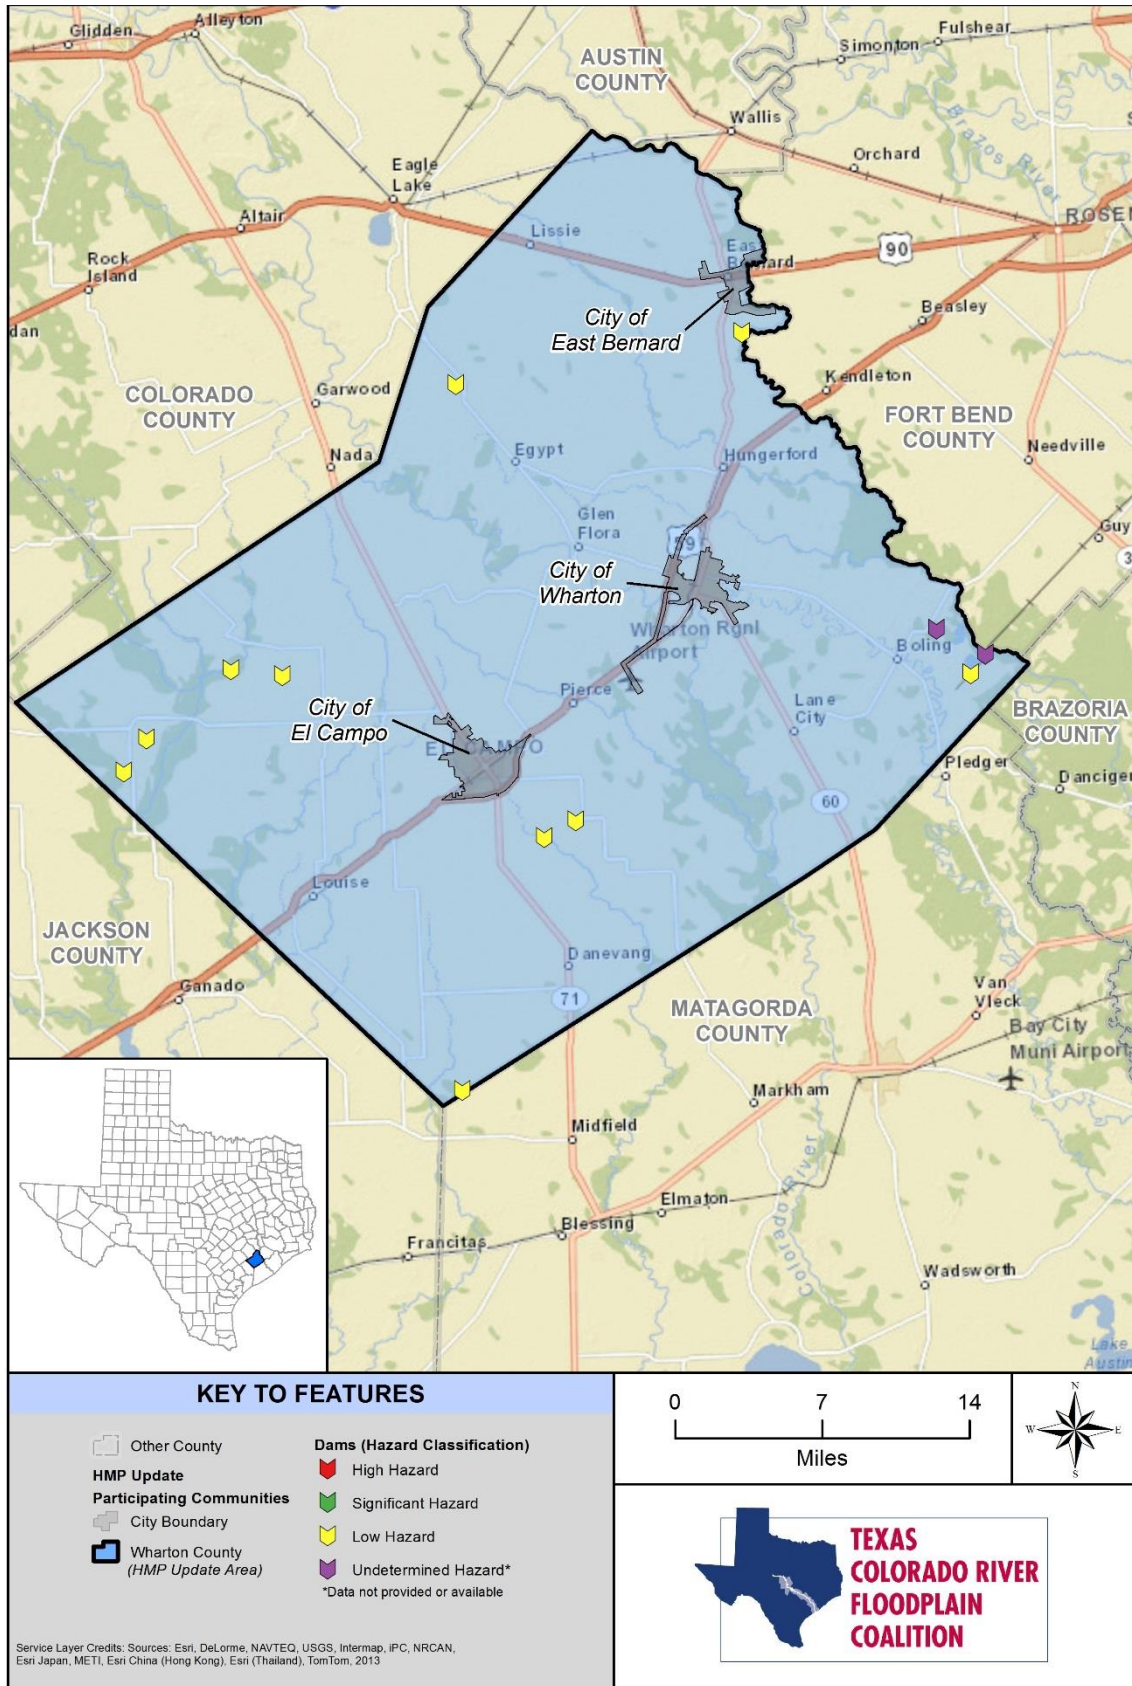 Glidden
Alleyton
Fulshear
Simonton
AUSTIN
COUNTY
Wallis
Brazos River
Orchard
Eagle
Lake
Altair
Lissie
ROSEN
East
Bernard
90
Rock
Island
City of
East Bernard
Beasley
dan
COLORADO
COUNTY
Garwood
Kendleton
FORT BEND
COUNTY
Needville
Nada
Egypt
Hungerford
Glen
Flora
59
Guy
3
City of
Wharton
Wharton Rgnl
Airport
Boling
Pierce
Lane
City
City of
El Campo
EL CAMPO
BRAZORIA
COUNTY
Pledger
Danciger
60
Louise
JACKSON
COUNTY
Danevang
Ganado
71
MATAGORDA
COUNTY
Van
Vleck
Bay City
Muni Airport
Markham
Midfield
Colorado River
Elmaton
Blessing
Francitas
Wadsworth
Lake
Austin
KEY TO FEATURES
Other County
HMP Update
Participating Communities
City Boundary
Wharton County
(HMP Update Area)
Dams (Hazard Classification)
High Hazard
Significant Hazard
Low Hazard
Undetermined Hazard*
*Data not provided or available
Service Layer Credits: Sources: Esri, DeLorme, NAVTEQ, USGS, Intermap, iPC, NRCAN,
Esri Japan, METI, Esri China (Hong Kong), Esri (Thailand), TomTom, 2013
0 7 14
Miles
N
W E
S
TEXAS
COLORADO RIVER
FLOODPLAIN
COALITION